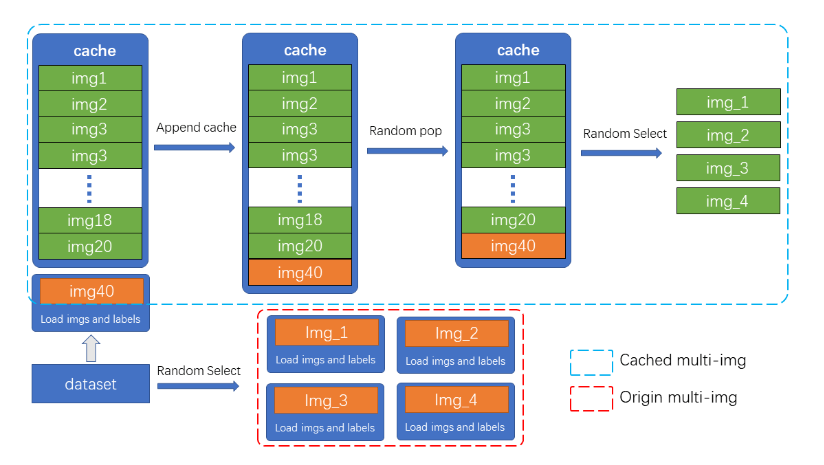 cache
img1
img2
img3
img3
img18
img20
img40
Load imgs and labels
dataset
Append cache
cache
img1
img2
img3
img3
img18
img20
img40
Random pop
cache
img1
img2
img3
img3
img20
img40
Random Select
img_1
img_2
img_3
img_4
Random Select
Img_1
Load imgs and labels
Img_2
Load imgs and labels
Img_3
Load imgs and labels
Img_4
Load imgs and labels
Cached multi-img
Origin multi-img